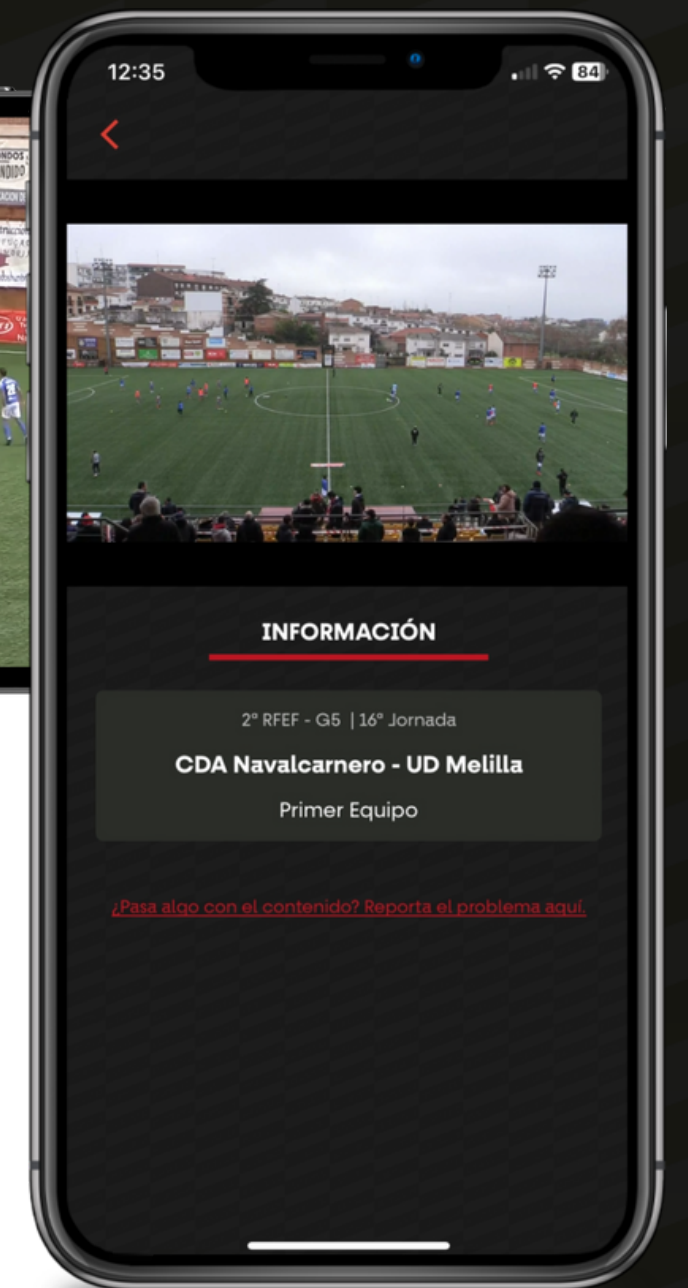 12:35
84
INFORMACIÓN
2ª RFEF - G5 | 16ª Jornada
CDA Navalcarnero - UD Melilla
Primer Equipo
¿Pasa algo con el contenido? Reporta el problema aquí.